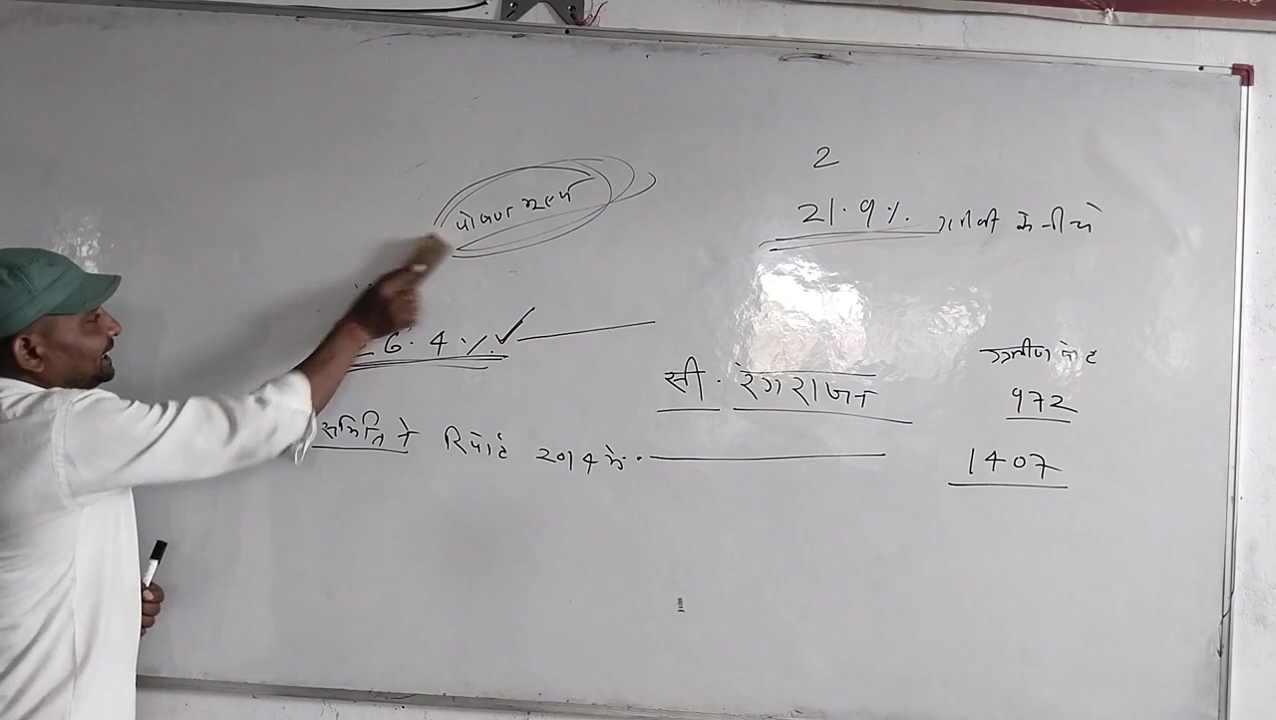 2
पोषण मूल्य
21.9%. गरीबी के नीचे
6.4%. ✓
सी. रंगराजन
972
समिति ने रिपोर्ट 2014 मे.
1407